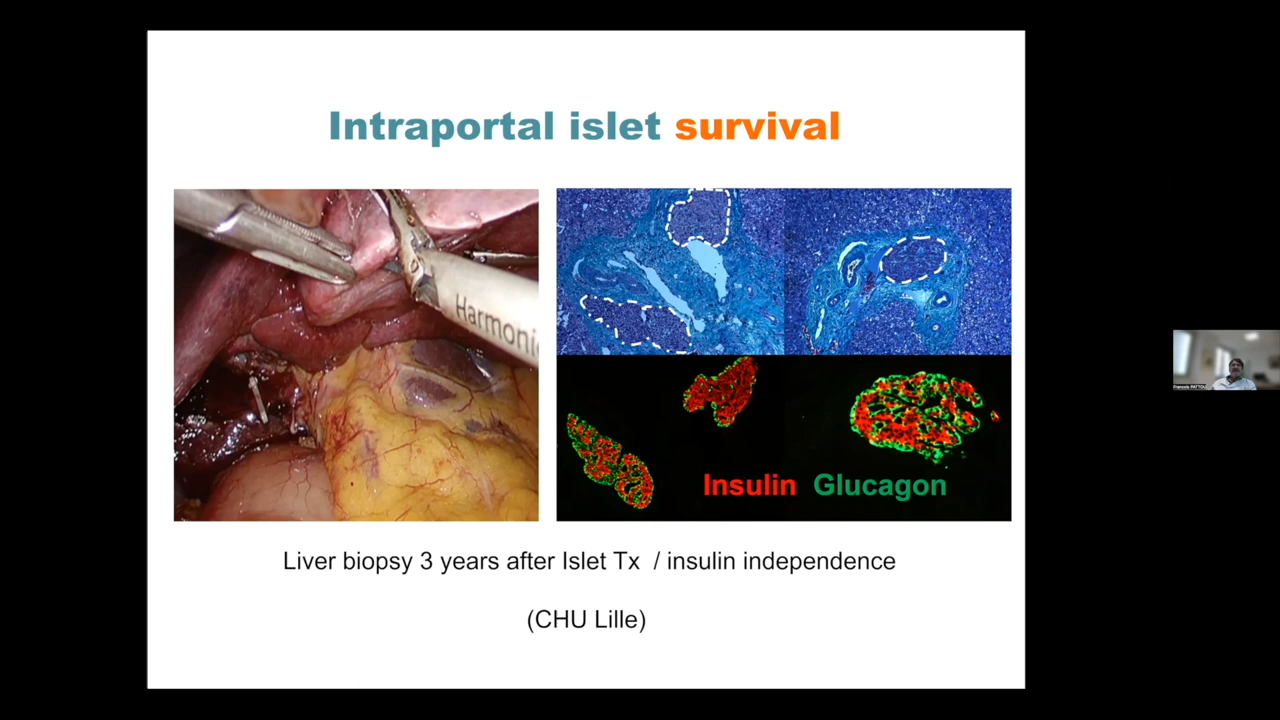 Intraportal islet survival
Harmonic
Insulin Glucagon
Liver biopsy 3 years after Islet Tx / insulin independence
(CHU Lille)